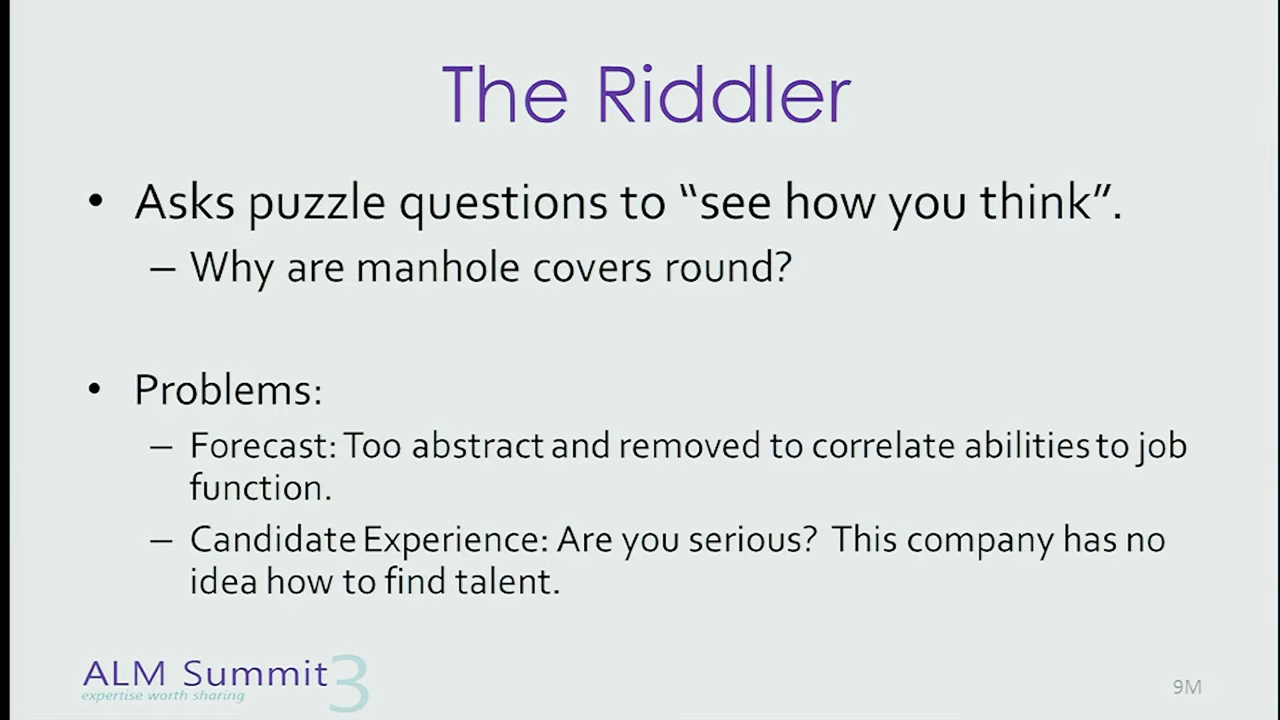 The Riddler
• Asks puzzle questions to “see how you think”.
– Why are manhole covers round?
• Problems:
– Forecast: Too abstract and removed to correlate abilities to job
function.
– Candidate Experience: Are you serious? This company has no
idea how to find talent.
ALM Summit 3
expertise worth sharing
9M